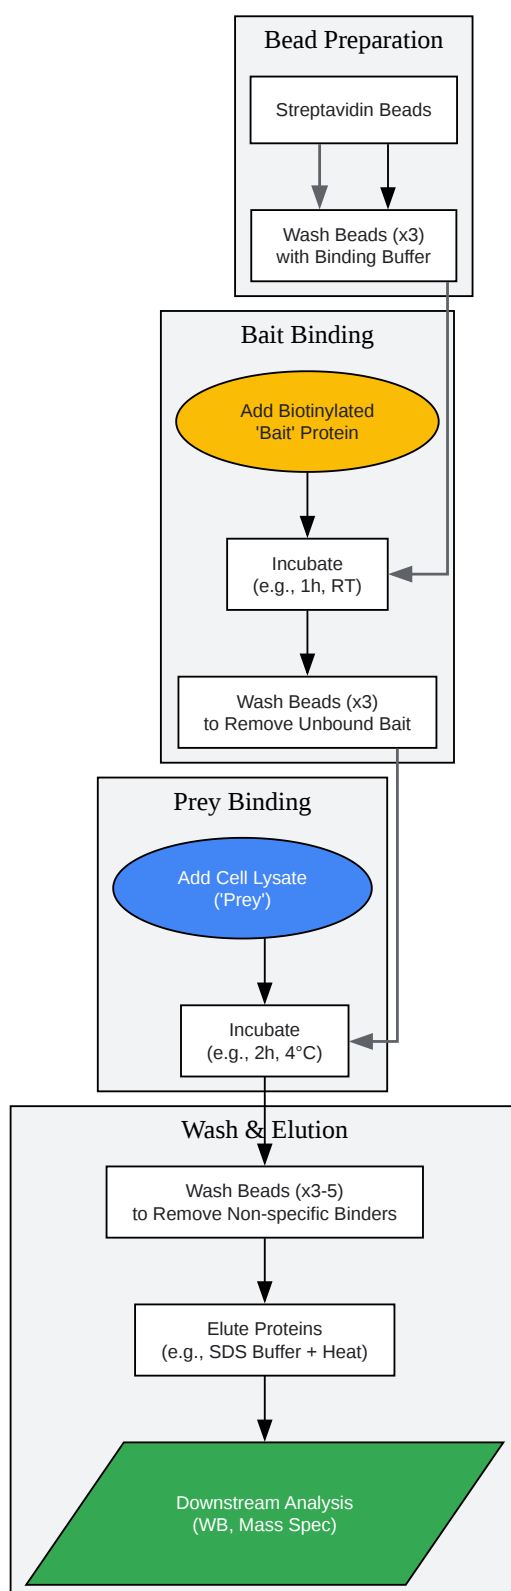 Bead Preparation
Streptavidin Beads
Wash Beads (x3)
with Binding Buffer
Bait Binding
Add Biotinylated
'Bait' Protein
Incubate
(e.g., 1h, RT)
Wash Beads (x3)
to Remove Unbound Bait
Prey Binding
Add Cell Lysate
('Prey')
Incubate
(e.g., 2h, 4°C)
Wash & Elution
Wash Beads (x3-5)
to Remove Non-specific Binders
Elute Proteins
(e.g., SDS Buffer + Heat)
Downstream Analysis
(WB, Mass Spec)